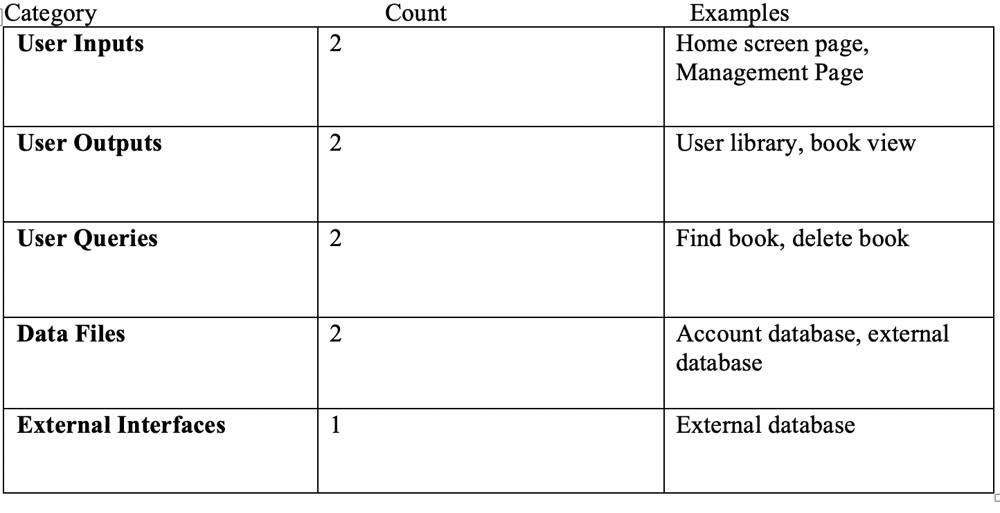 Category Count Examples
User Inputs 2 Home screen page,
Management Page
User Outputs 2 User library, book view
User Queries 2 Find book, delete book
Data Files 2 Account database, external
database
External Interfaces 1 External database